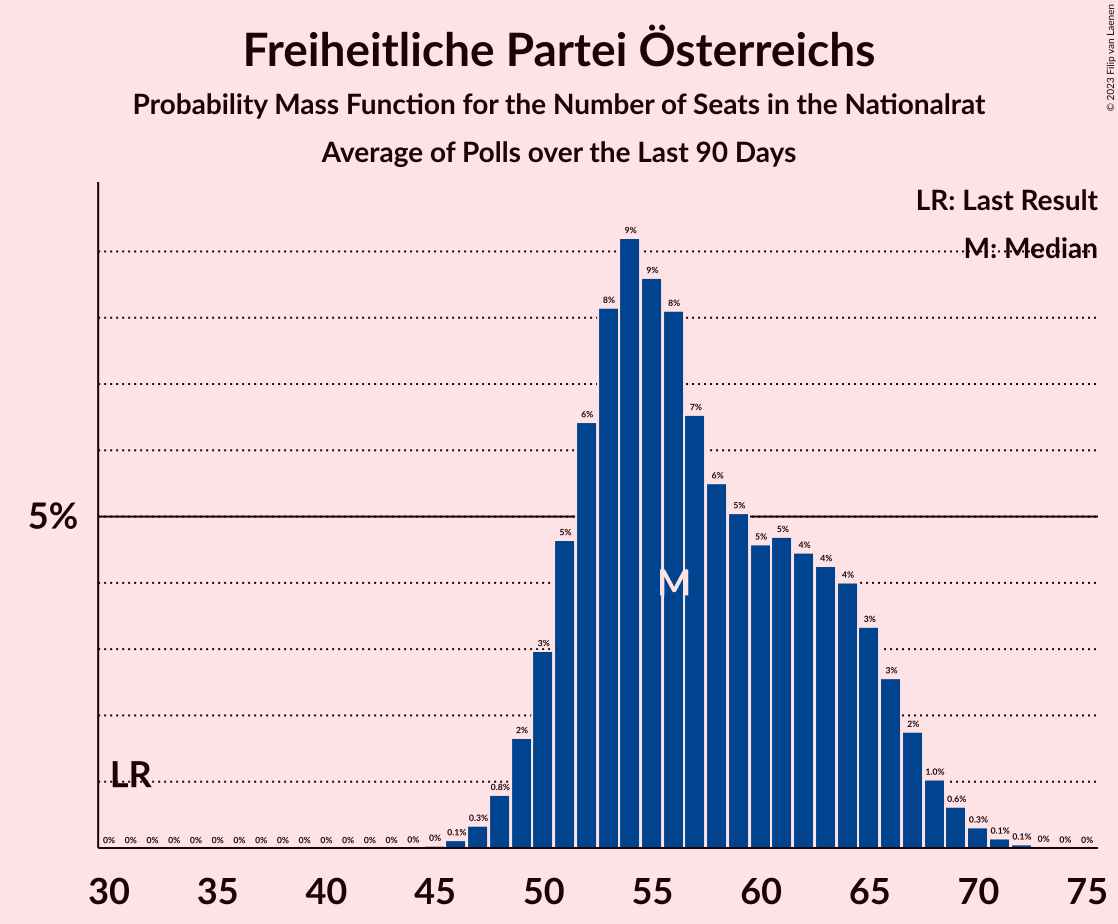 Freiheitliche Partei Österreichs
Probability Mass Function for the Number of Seats in the Nationalrat
Average of Polls over the Last 90 Days
© 2023 Filip van Laenen
LR: Last Result
M: Median
5%
LR
M
0% 0% 0% 0% 0% 0% 0% 0% 0% 0% 0% 0% 0% 0% 0% 0% 0.1% 0.3% 0.8% 2% 3% 5% 6% 8% 9% 9% 8% 7% 6% 5% 5% 5% 4% 4% 4% 3% 3% 2% 1.0% 0.6% 0.3% 0.1% 0.1% 0% 0% 0%
30 35 40 45 50 55 60 65 70 75